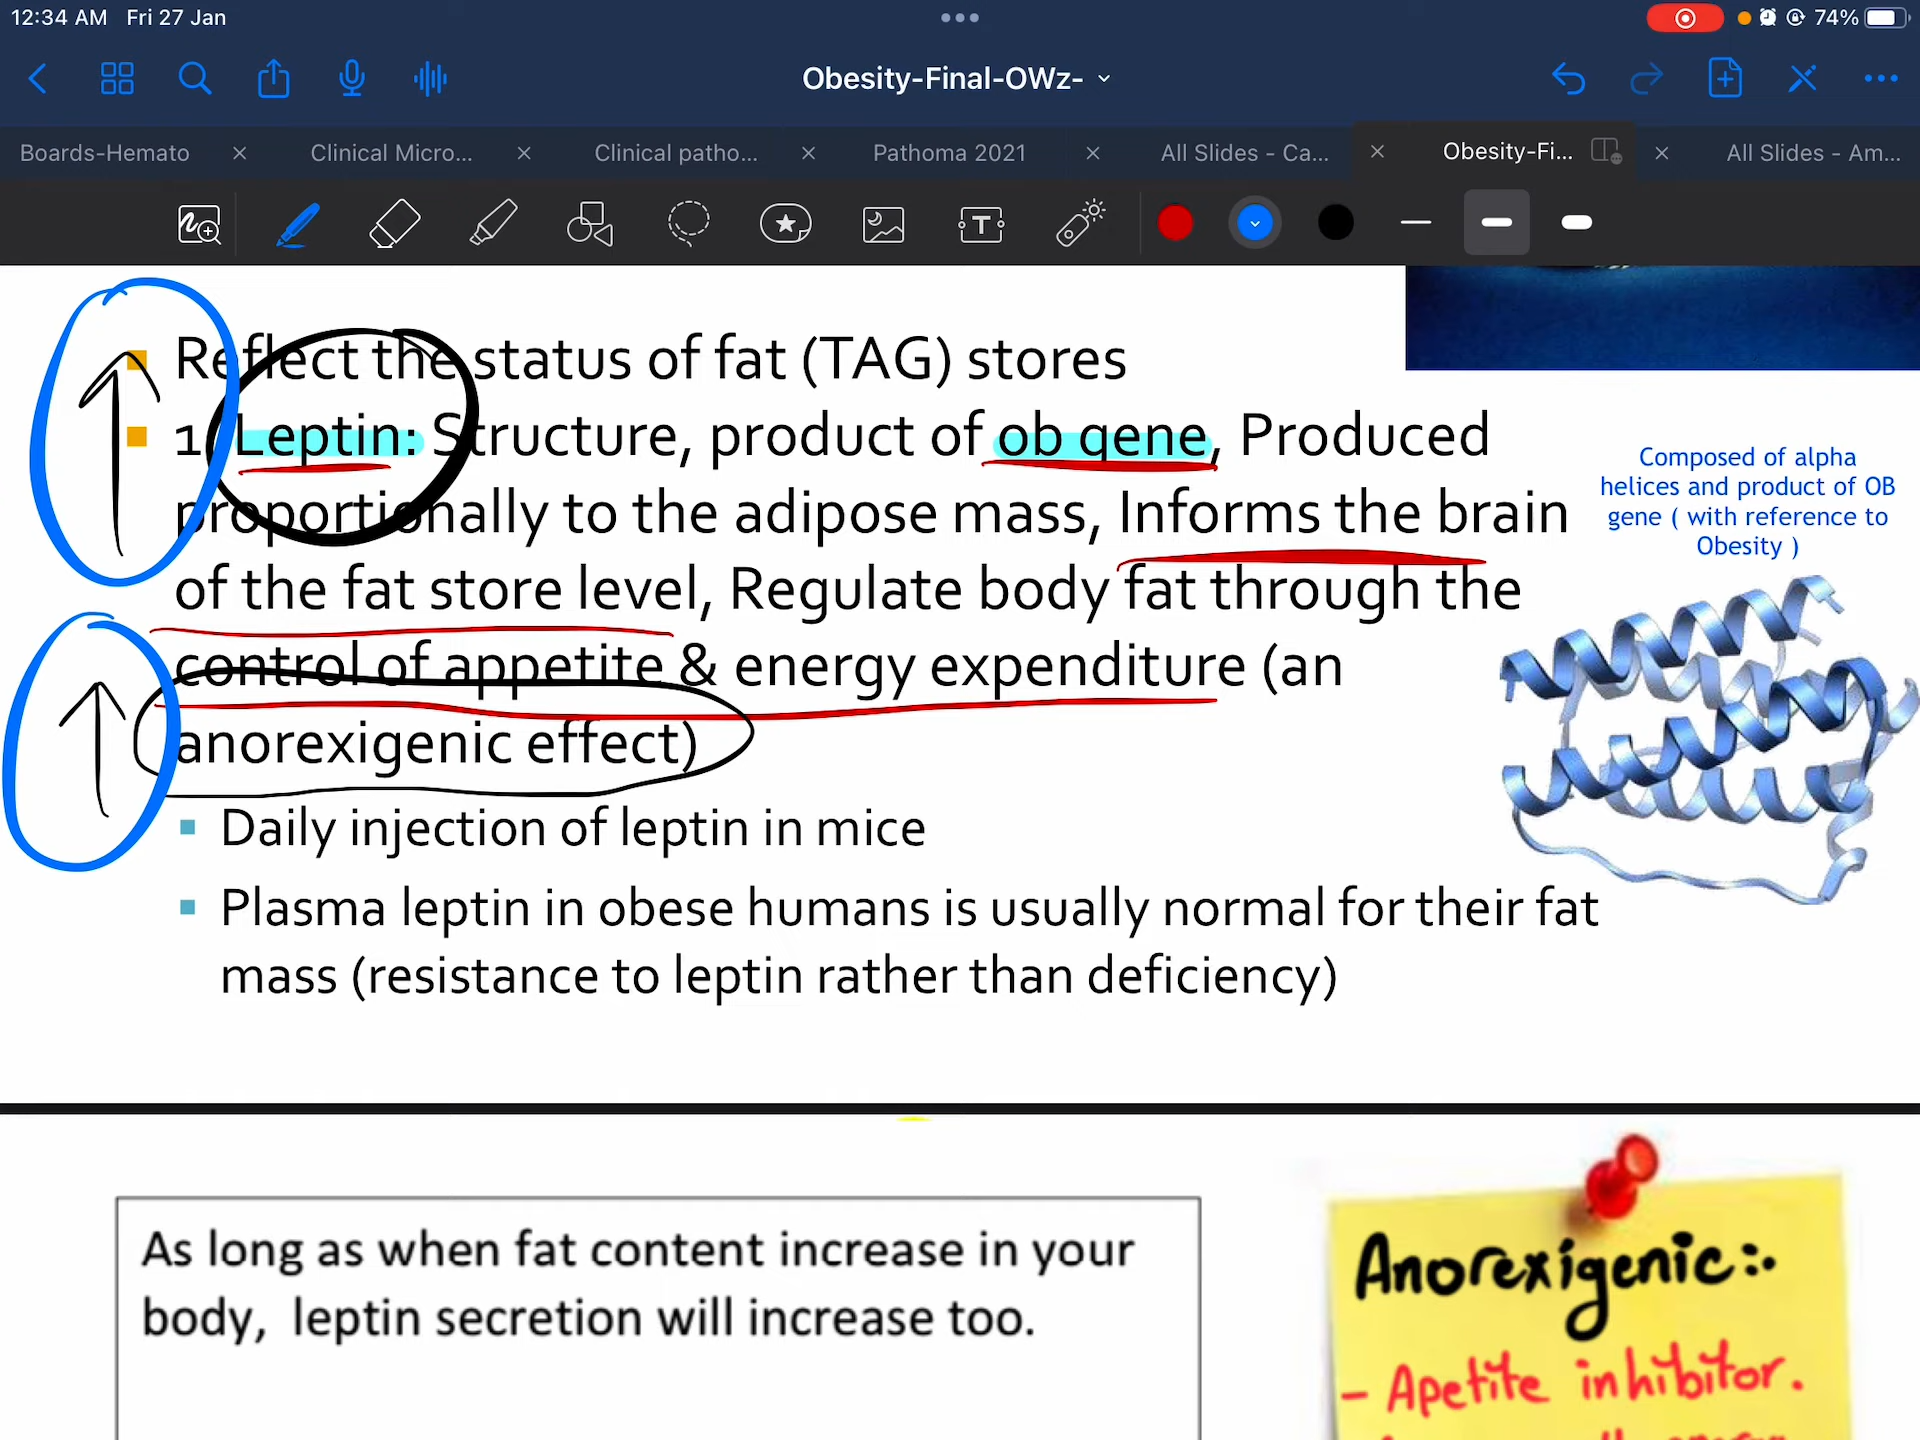 12:34 AM Fri 27 Jan
74%
Obesity-Final-OWz-
Boards-Hemato
Clinical Micro...
Clinical patho...
Pathoma 2021
All Slides - Ca...
Obesity-Fi...
All Slides - Am...
Reflect the status of fat (TAG) stores
1. Leptin: Structure, product of ob gene, Produced
proportionally to the adipose mass, Informs the brain
of the fat store level, Regulate body fat through the
control of appetite & energy expenditure (an
anorexigenic effect)
Daily injection of leptin in mice
Plasma leptin in obese humans is usually normal for their fat
mass (resistance to leptin rather than deficiency)
Composed of alpha
helices and product of OB
gene ( with reference to
Obesity )
As long as when fat content increase in your
body, leptin secretion will increase too.
Anorexigenic:-
- Apetite inhibitor.